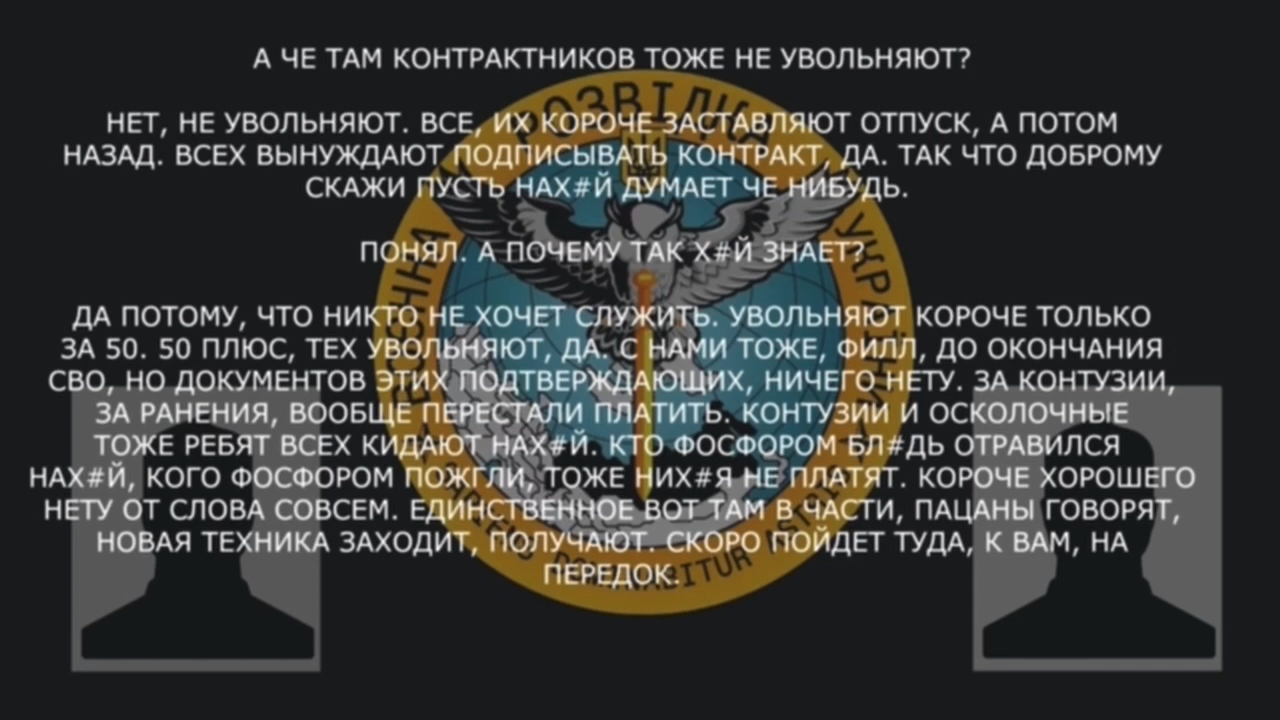 А ЧЕ ТАМ КОНТРАКТНИКОВ ТОЖЕ НЕ УВОЛЬНЯЮТ?
НЕТ, НЕ УВОЛЬНЯЮТ. ВСЕ, ИХ КОРОЧЕ ЗАСТАВЛЯЮТ ОТПУСК, А ПОТОМ
НАЗАД. ВСЕХ ВЫНУЖДАЮТ ПОДПИСЫВАТЬ КОНТРАКТ, ДА. ТАК ЧТО ДОБРОМУ
СКАЖИ ПУСТЬ НАХ#Й ДУМАЕТ ЧЕ НИБУДЬ.
ПОНЯЛ. А ПОЧЕМУ ТАК Х#Й ЗНАЕТ?
ДА ПОТОМУ, ЧТО НИКТО НЕ ХОЧЕТ СЛУЖИТЬ. УВОЛЬНЯЮТ КОРОЧЕ ТОЛЬКО
ЗА 50. 50 ПЛЮС, ТЕХ УВОЛЬНЯЮТ, ДА. С НАМИ ТОЖЕ, ФИЛЛ, ДО ОКОНЧАНИЯ
СВО, НО ДОКУМЕНТОВ ЭТИХ ПОДТВЕРЖДАЮЩИХ, НИЧЕГО НЕТУ. ЗА КОНТУЗИИ,
ЗА РАНЕНИЯ, ВООБЩЕ ПЕРЕСТАЛИ ПЛАТИТЬ. КОНТУЗИИ И ОСКОЛОЧНЫЕ
ТОЖЕ РЕБЯТ ВСЕХ КИДАЮТ НАХ#Й. КТО ФОСФОРОМ БЛ#ДЬ ОТРАВИЛСЯ
НАХ#Й, КОГО ФОСФОРОМ ПОЖГЛИ, ТОЖЕ НИХ#Я НЕ ПЛАТЯТ. КОРОЧЕ ХОРОШЕГО
НЕТУ ОТ СЛОВА СОВСЕМ. ЕДИНСТВЕННОЕ ВОТ ТАМ В ЧАСТИ, ПАЦАНЫ ГОВОРЯТ,
НОВАЯ ТЕХНИКА ЗАХОДИТ, ПОЛУЧАЮТ. СКОРО ПОЙДЕТ ТУДА, К ВАМ, НА
ПЕРЕДОК.
РОЗВІДКА
УКРАЇНИ